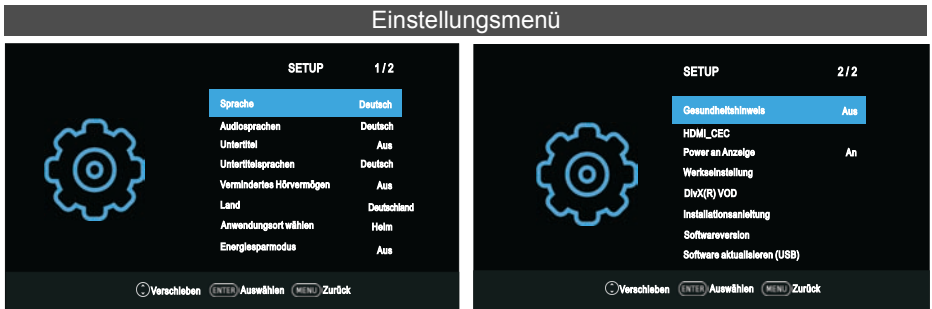 Einstellungsmenü
SETUP 1/2
Sprache Deutsch
Audiosprachen Deutsch
Untertitel Aus
Untertitelsprachen Deutsch
Vermindertes Hörvermögen Aus
Land Deutschland
Anwendungsort wählen Heim
Energiesparmodus Aus
Verschieben ENTER Auswählen MENU Zurück
SETUP 2/2
Gesundheitshinweis Aus
HDMI_CEC
Power an Anzeige An
Werkseinstellung
DivX(R) VOD
Installationsanleitung
Softwareversion
Software aktualisieren (USB)
Verschieben ENTER Auswählen MENU Zurück